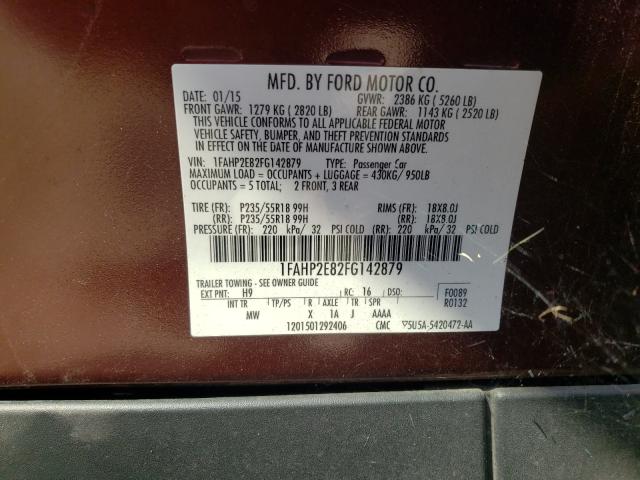 MFD. BY FORD MOTOR CO.
DATE: 01/15 GVWR: 2386 KG ( 5260 LB)
FRONT GAWR: 1279 KG ( 2820 LB) REAR GAWR: 1143 KG ( 2520 LB)
THIS VEHICLE CONFORMS TO ALL APPLICABLE FEDERAL MOTOR
VEHICLE SAFETY, BUMPER, AND THEFT PREVENTION STANDARDS
IN EFFECT ON THE DATE OF MANUFACTURE SHOWN ABOVE.
VIN: 1FAHP2E82FG142879 TYPE: Passenger Car
MAXIMUM LOAD = OCCUPANTS + LUGGAGE = 430KG/ 950LB
OCCUPANTS = 5 TOTAL; 2 FRONT, 3 REAR
TIRE (FR): P235/55R18 99H RIMS (FR): 18X8.0J
(RR): P235/55R18 99H (RR): 18X8.0J
PRESSURE (FR): 220 kPa/ 32 PSI COLD (RR): 220 kPa/ 32 PSI COLD
1FAHP2E82FG142879
TRAILER TOWING - SEE OWNER GUIDE
EXT PNT: H9 RC: 16 F0089
INT TR TP/PS R AXLE TR SPR R0132
MW X 1A J AAAA
1201501292406 CMC ▽5U5A-5420472-AA